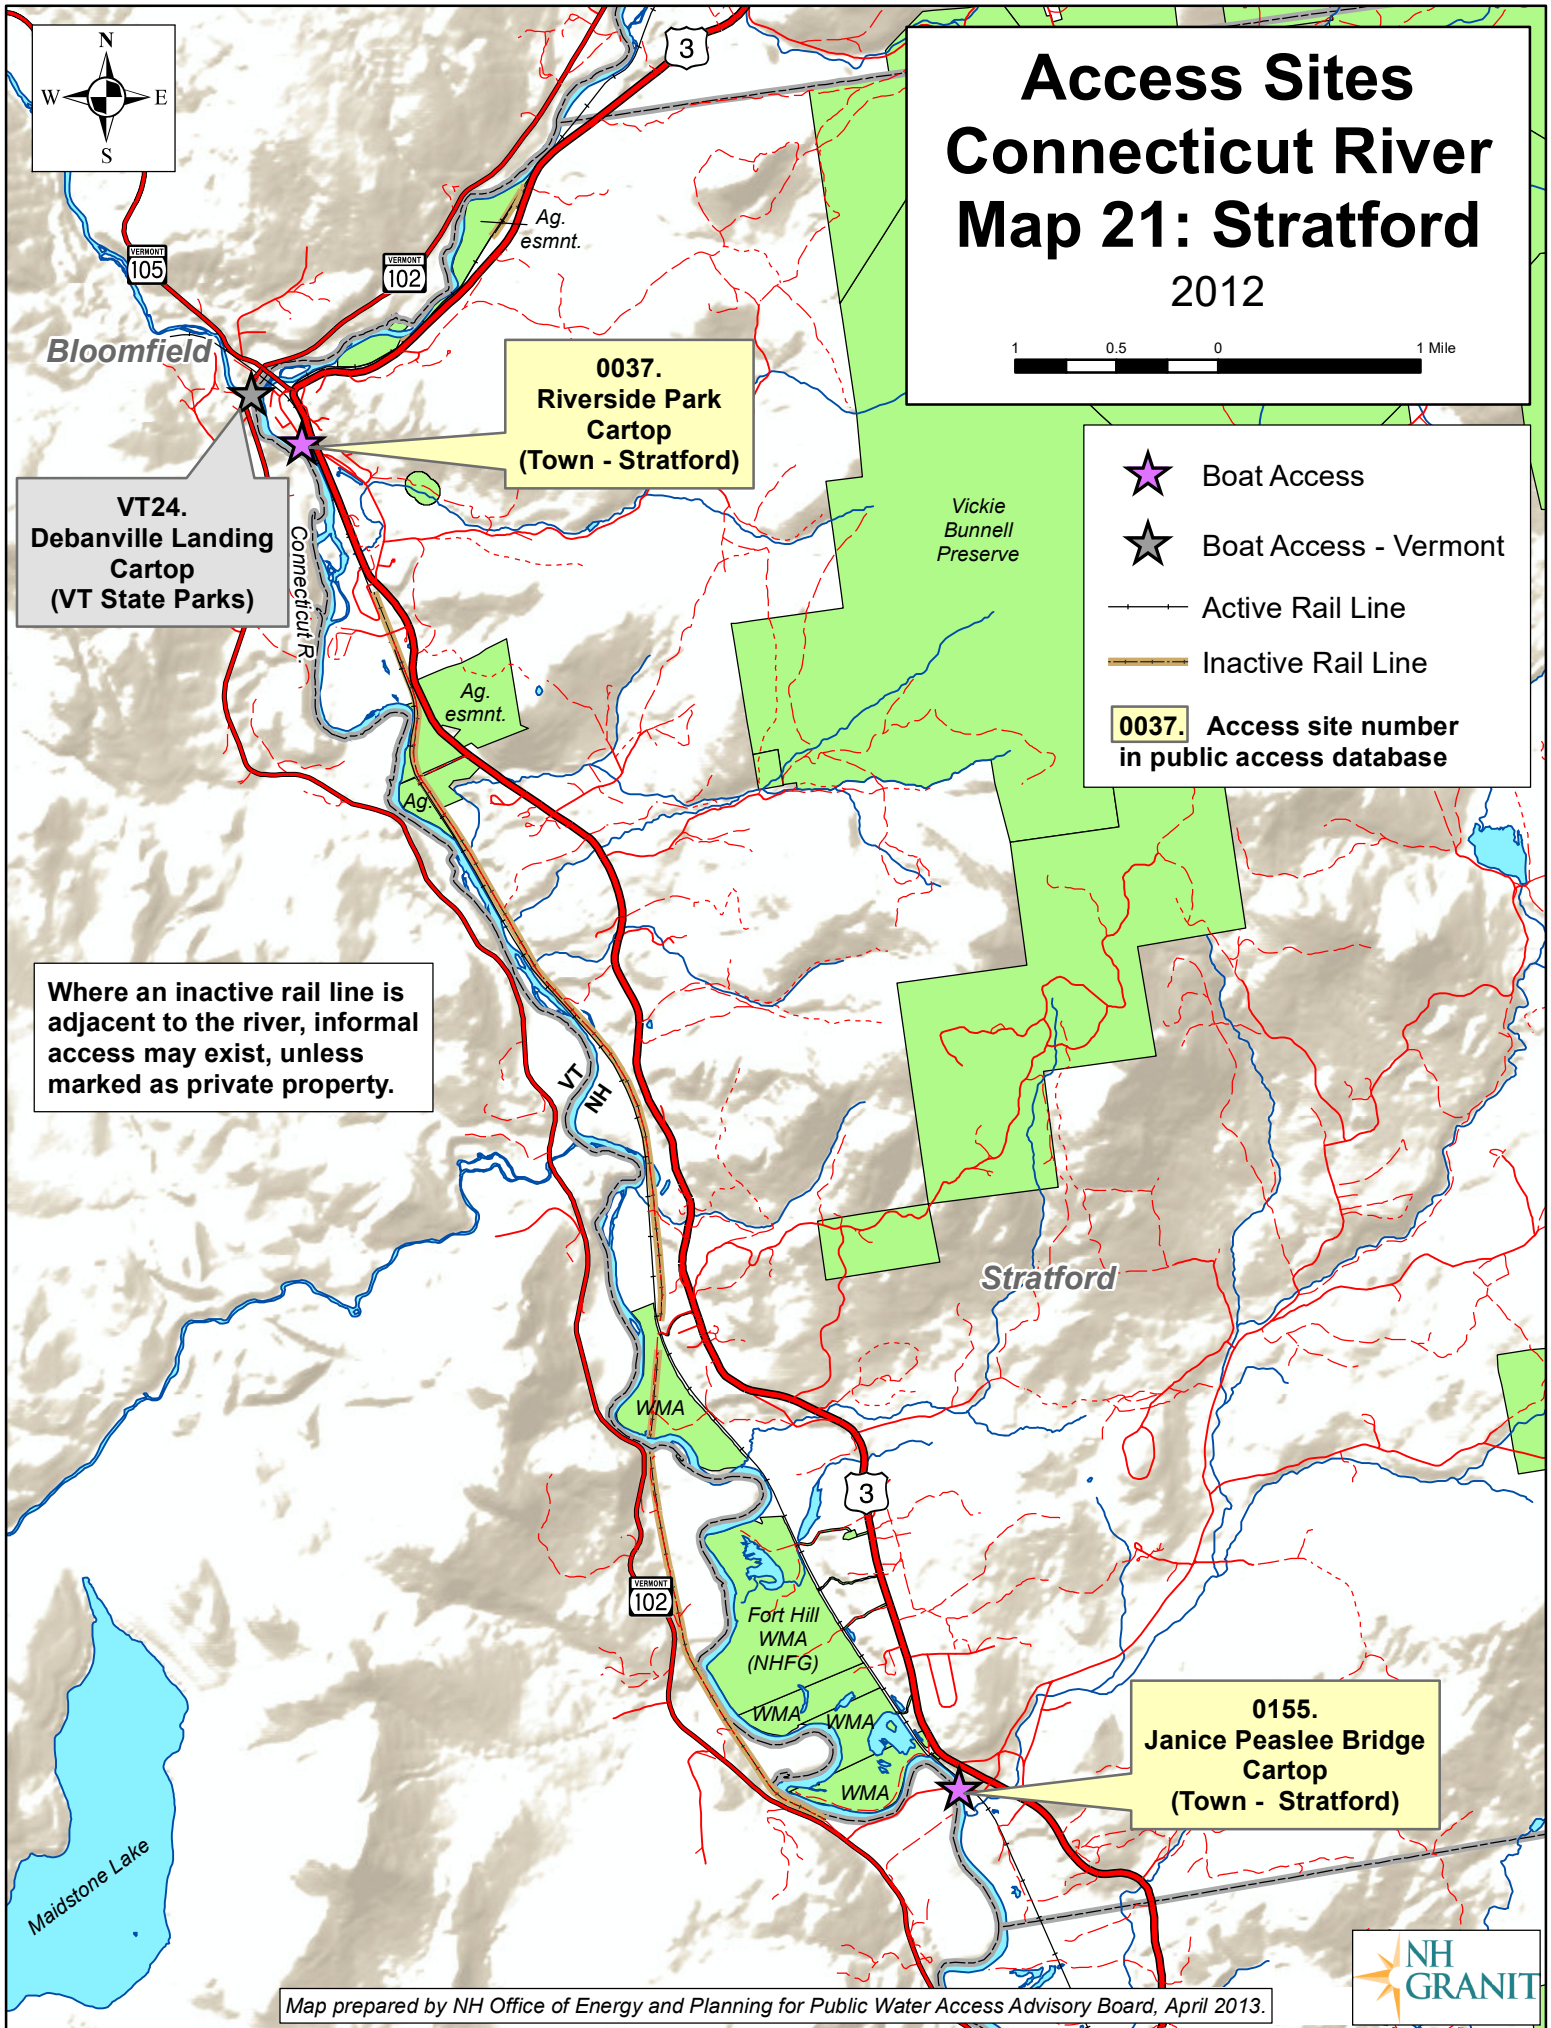 N
W
E
S
Access Sites
Connecticut River
Map 21: Stratford
2012
1
0.5
0
1 Mile
3
Ag.
esmnt.
VERMONT
105
VERMONT
102
Bloomfield
0037.
Riverside Park
Cartop
(Town - Stratford)
VT24.
Debanville Landing
Cartop
(VT State Parks)
Connecticut R.
Vickie
Bunnell
Preserve
Boat Access
Boat Access - Vermont
Active Rail Line
Inactive Rail Line
0037. Access site number
in public access database
Ag.
esmnt.
Ag.
Where an inactive rail line is
adjacent to the river, informal
access may exist, unless
marked as private property.
VT
NH
Stratford
WMA
3
VERMONT
102
Fort Hill
WMA
(NHFG)
WMA
WMA
WMA
0155.
Janice Peaslee Bridge
Cartop
(Town - Stratford)
Maidstone Lake
Map prepared by NH Office of Energy and Planning for Public Water Access Advisory Board, April 2013.
NH
GRANIT